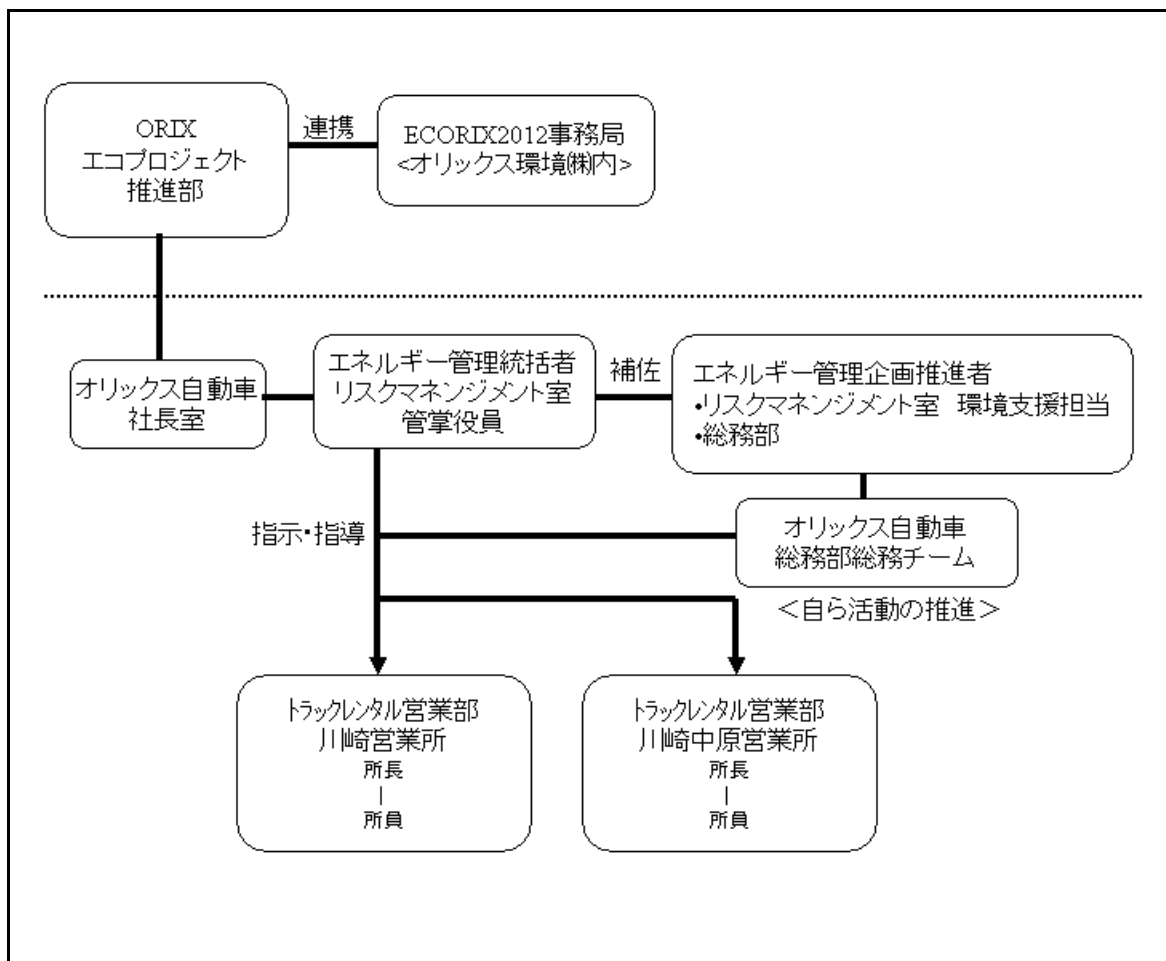 ORIX
エコプロジェクト
推進部
連携
ECORIX2012事務局
<オリックス環境㈱内>
オリックス自動車
社長室
エネルギー管理統括者
リスクマネンジメント室
管掌役員
補佐
エネルギー管理企画推進者
•リスクマネンジメント室　環境支援担当
•総務部
指示•指導
オリックス自動車
総務部総務チーム
＜自ら活動の推進＞
トラックレンタル営業部
川崎営業所
所長
|
所員
トラックレンタル営業部
川崎中原営業所
所長
|
所員